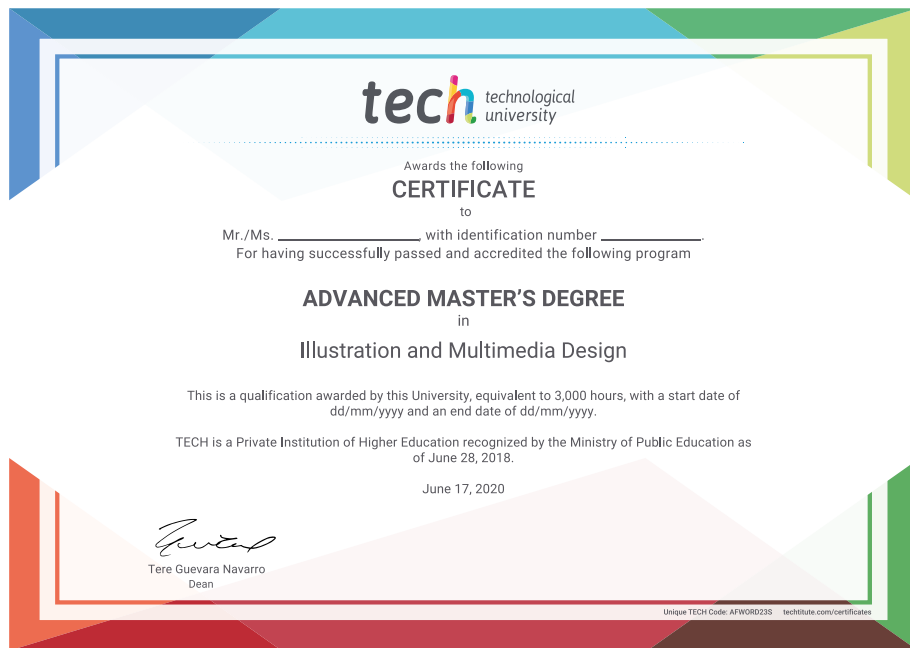 tech technological
university
Awards the following
CERTIFICATE
to
Mr./Ms. ____________________, with identification number ______________.
For having successfully passed and accredited the following program
ADVANCED MASTER'S DEGREE
in
Illustration and Multimedia Design
This is a qualification awarded by this University, equivalent to 3,000 hours, with a start date of
dd/mm/yyyy and an end date of dd/mm/yyyy.
TECH is a Private Institution of Higher Education recognized by the Ministry of Public Education as
of June 28, 2018.
June 17, 2020
Tere Guevara Navarro
Dean
Unique TECH Code: AFWORD23S techtitute.com/certificates